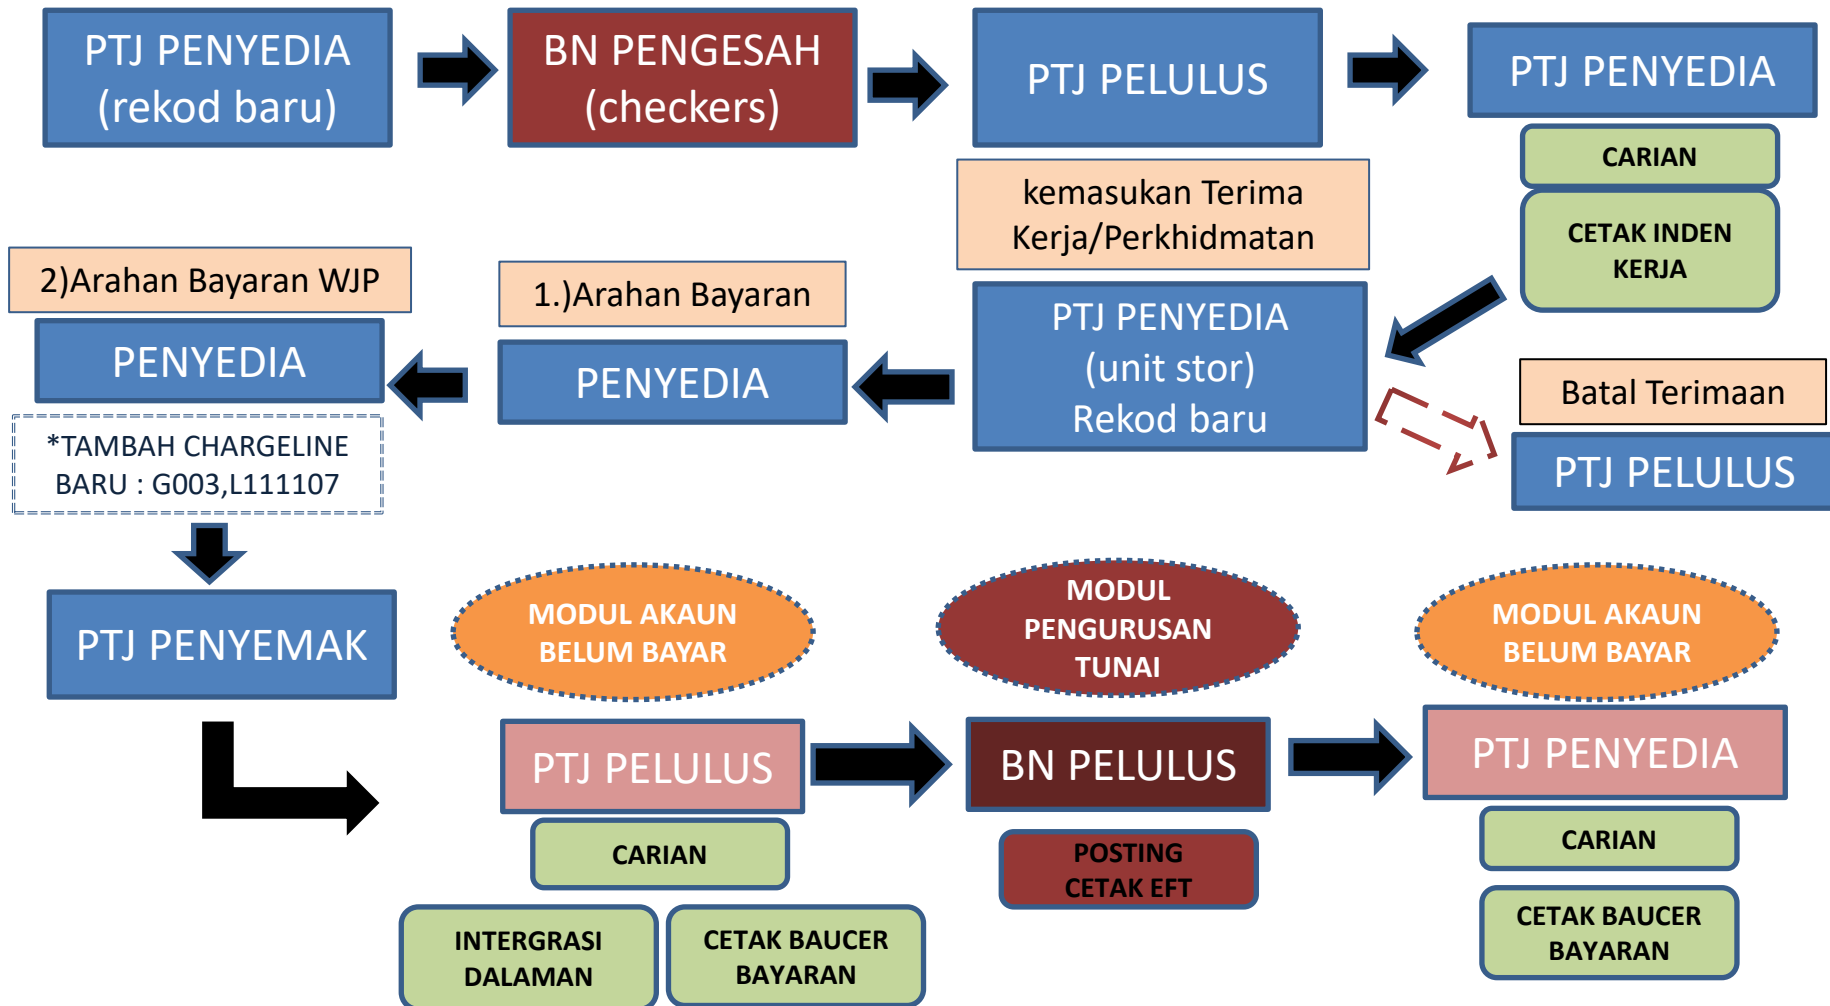 PTJ PENYEDIA
(rekod baru)
BN PENGESAH
(checkers)
PTJ PELULUS
PTJ PENYEDIA
CARIAN
CETAK INDEN
KERJA
kemasukan Terima
Kerja/Perkhidmatan
PTJ PENYEDIA
(unit stor)
Rekod baru
Batal Terimaan
PTJ PELULUS
1.)Arahan Bayaran
PENYEDIA
2)Arahan Bayaran WJP
PENYEDIA
*TAMBAH CHARGELINE
BARU : G003,L111107
PTJ PENYEMAK
MODUL AKAUN
BELUM BAYAR
PTJ PELULUS
CARIAN
INTERGRASI
DALAMAN
CETAK BAUCER
BAYARAN
MODUL
PENGURUSAN
TUNAI
BN PELULUS
POSTING
CETAK EFT
MODUL AKAUN
BELUM BAYAR
PTJ PENYEDIA
CARIAN
CETAK BAUCER
BAYARAN